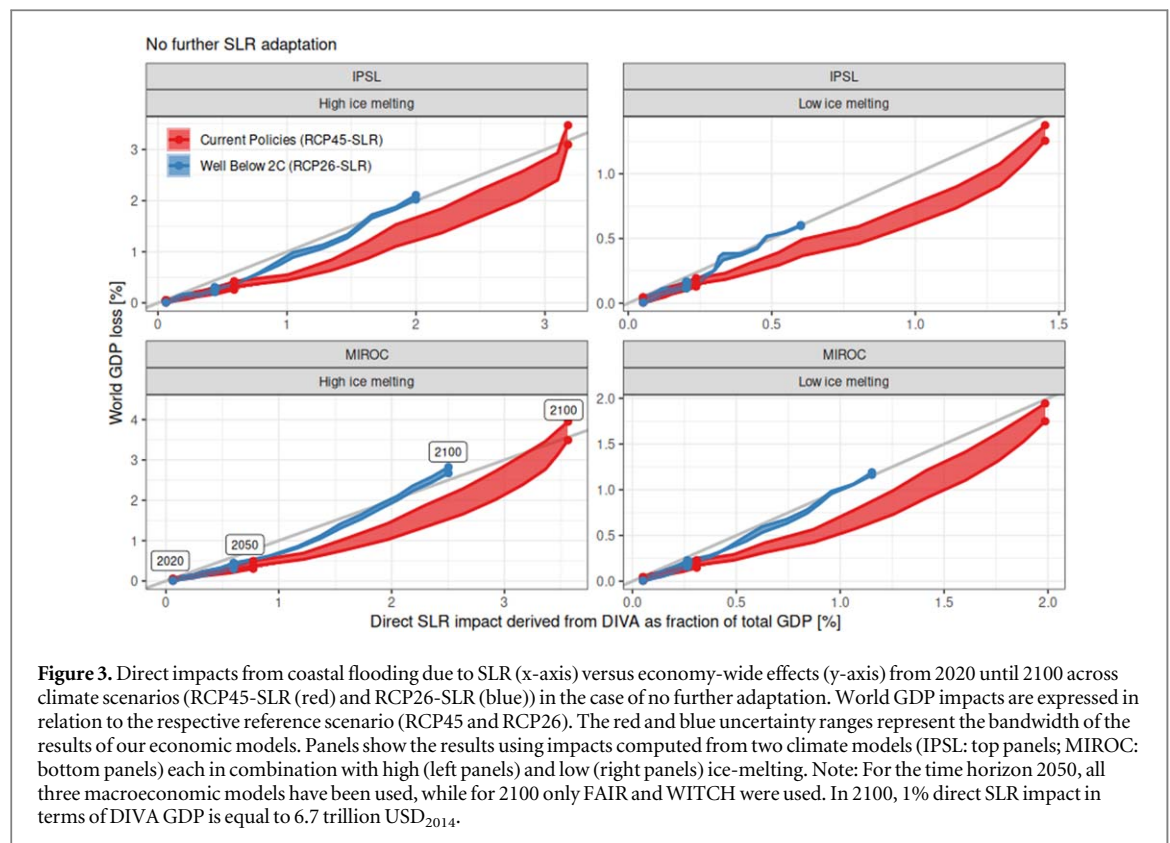 No further SLR adaptation
IPSL
High ice melting
Current Policies (RCP45-SLR)
Well Below 2C (RCP26-SLR)
3
2
1
0
0 1 2 3
IPSL
Low ice melting
1.0
0.5
0.0
0.0 0.5 1.0 1.5
World GDP loss [%]
MIROC
High ice melting
2100
2100
2050
2020
4
3
2
1
0
0 1 2 3
MIROC
Low ice melting
2.0
1.5
1.0
0.5
0.0
0.0 0.5 1.0 1.5 2.0
Direct SLR impact derived from DIVA as fraction of total GDP [%]
Figure 3. Direct impacts from coastal flooding due to SLR (x-axis) versus economy-wide effects (y-axis) from 2020 until 2100 across
climate scenarios (RCP45-SLR (red) and RCP26-SLR (blue)) in the case of no further adaptation. World GDP impacts are expressed in
relation to the respective reference scenario (RCP45 and RCP26). The red and blue uncertainty ranges represent the bandwidth of the
results of our economic models. Panels show the results using impacts computed from two climate models (IPSL: top panels; MIROC:
bottom panels) each in combination with high (left panels) and low (right panels) ice-melting. Note: For the time horizon 2050, all
three macroeconomic models have been used, while for 2100 only FAIR and WITCH were used. In 2100, 1% direct SLR impact in
terms of DIVA GDP is equal to 6.7 trillion USD2014.